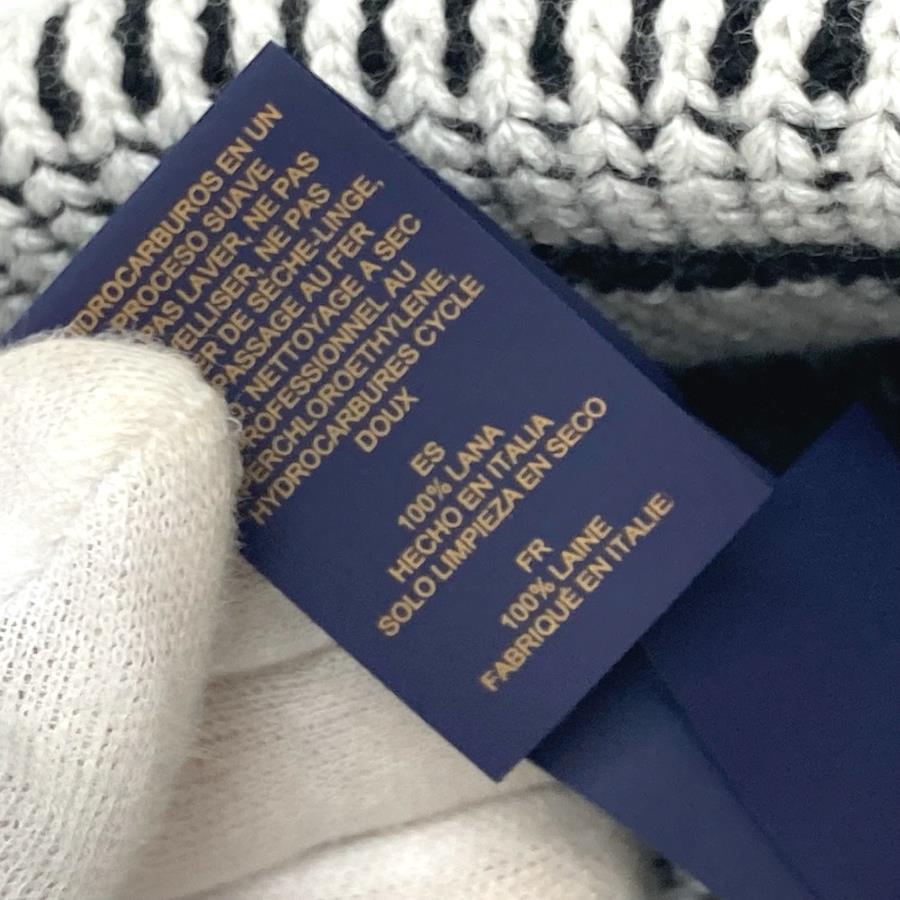 HIDROCARBUROS EN UN
PROCESO SUAVE
PAS LAVER, NE PAS
NE PAS
DE SÈCHE-LINGE,
PASSAGE AU FER
NETTOYAGE A SEC
PROFESSIONNEL AU
PERCHLOROETHYLENE,
HYDROCARBURES CYCLE
DOUX
ES
100% LANA
HECHO EN ITALIA
SOLO LIMPIEZA EN SECO
FR
100% LAINE
FABRIQUÉ EN ITALIE